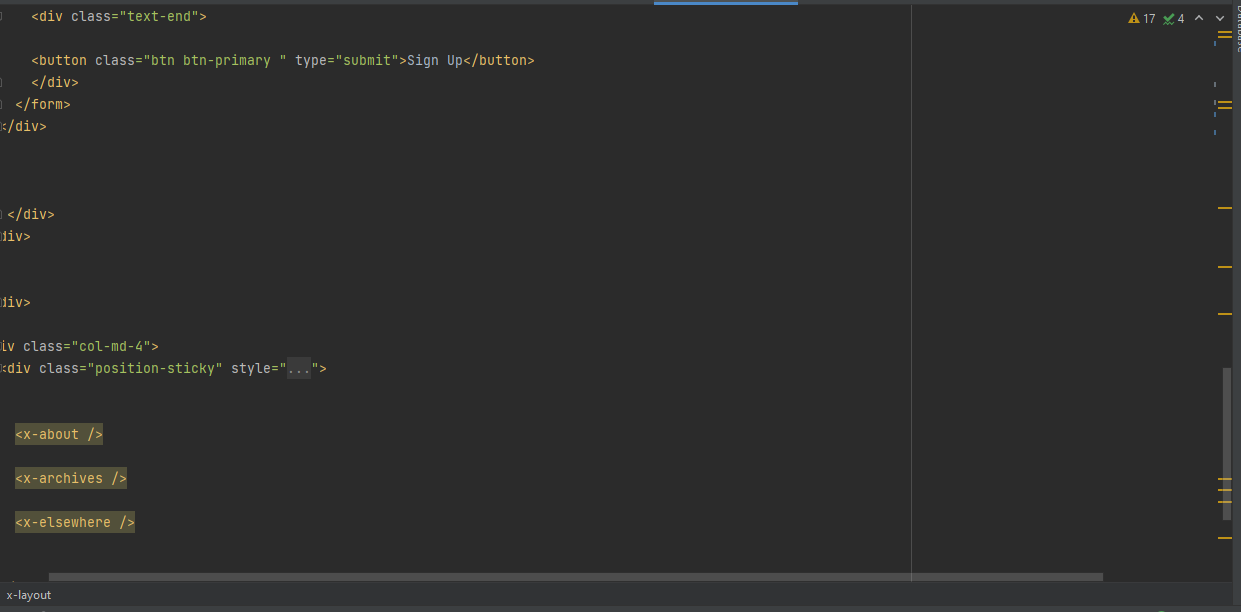 <div class="text-end">
17 4
<button class="btn btn-primary " type="submit">Sign Up</button>
</div>
</form>
</div>
</div>
div>
div>
iv class="col-md-4">
<div class="position-sticky" style="...">
<x-about />
<x-archives />
<x-elsewhere />
x-layout